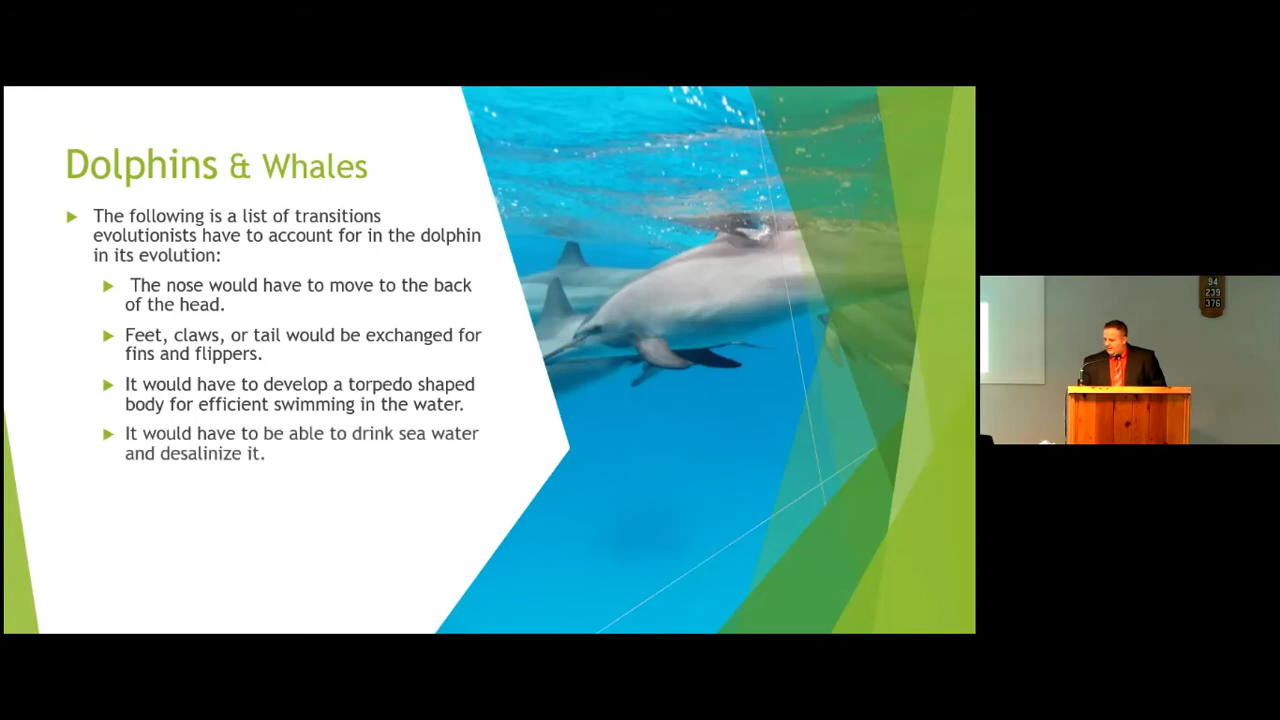 Dolphins & Whales
The following is a list of transitions
evolutionists have to account for in the dolphin
in its evolution:
The nose would have to move to the back
of the head.
Feet, claws, or tail would be exchanged for
fins and flippers.
It would have to develop a torpedo shaped
body for efficient swimming in the water.
It would have to be able to drink sea water
and desalinize it.
94
239
376